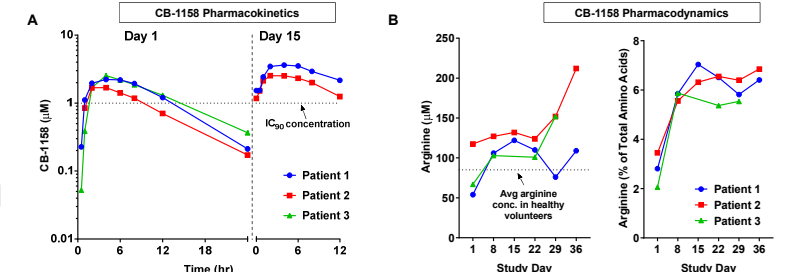 A
CB-1158 Pharmacokinetics
Day 1
Day 15
10
1
0.1
0.01
CB-1158 (µM)
IC90 concentration
Patient 1
Patient 2
Patient 3
0 6 12 18 0 6 12
Time (hr)
B
CB-1158 Pharmacodynamics
250
200
150
100
50
0
Arginine (µM)
Avg arginine
conc. in healthy
volunteers
1 8 15 22 29 36
Study Day
8
6
4
2
0
Arginine (% of Total Amino Acids)
Patient 1
Patient 2
Patient 3
1 8 15 22 29 36
Study Day